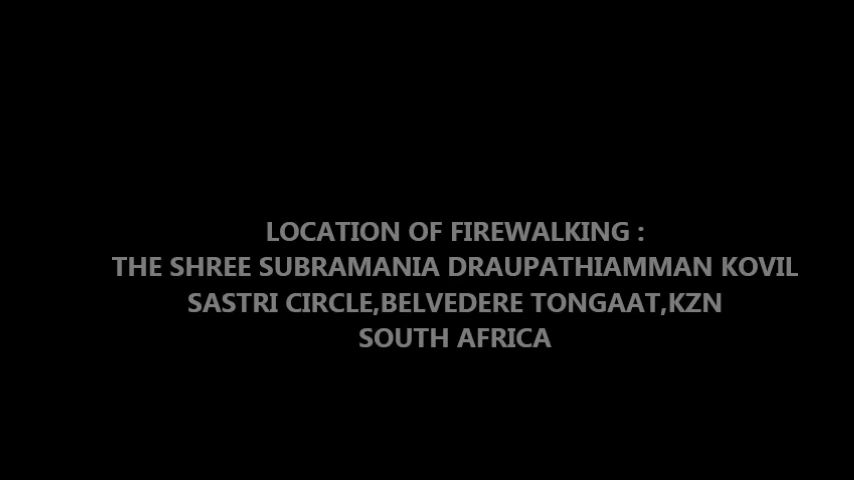 LOCATION OF FIREWALKING :
THE SHREE SUBRAMANIA DRAUPATHIAMMAN KOVIL
SASTRI CIRCLE,BELVEDERE TONGAAT,KZN
SOUTH AFRICA